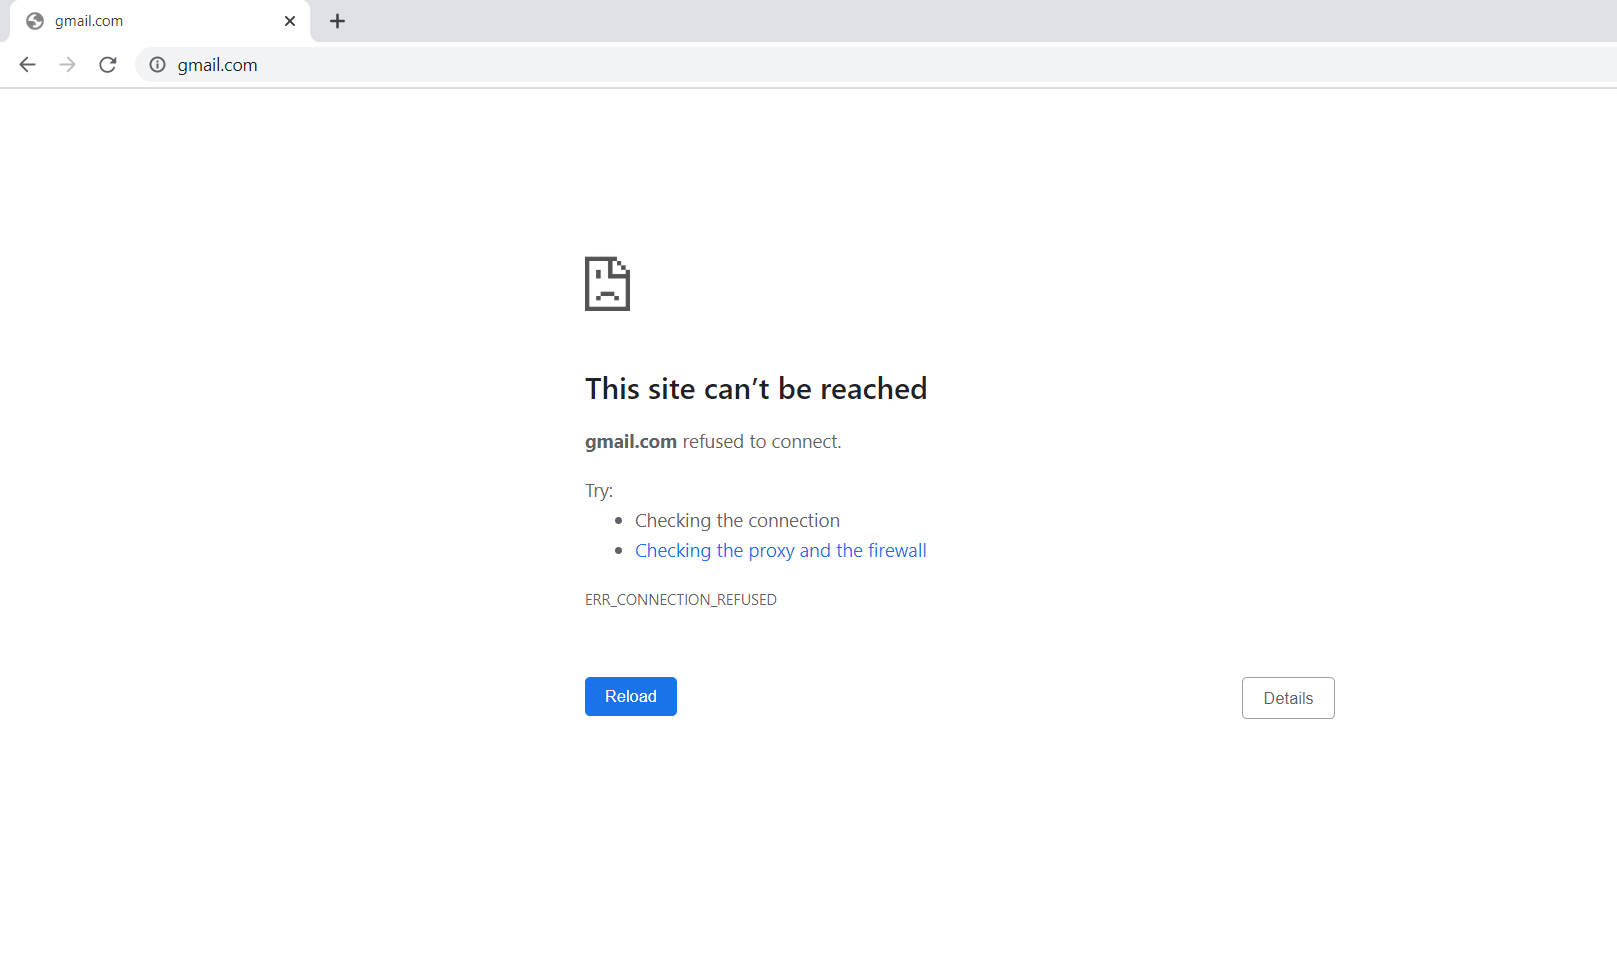 gmail.com
gmail.com
This site can’t be reached
gmail.com refused to connect.
Try:
• Checking the connection
• Checking the proxy and the firewall
ERR_CONNECTION_REFUSED
Reload
Details